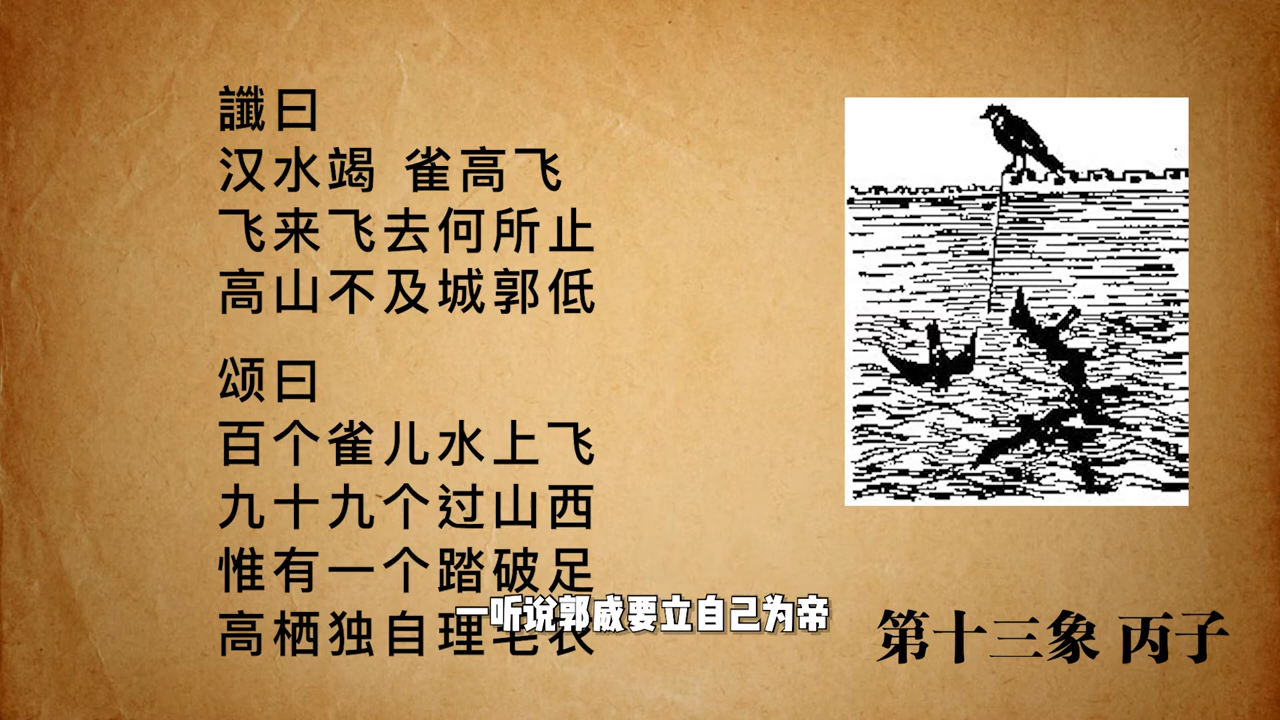 讖曰
汉水竭 雀高飞
飞来飞去何所止
高山不及城郭低
颂曰
百个雀儿水上飞
九十九个过山西
惟有一个踏破足
高栖独自理毛衣
一听说郭威要立自己为帝
第十三象 丙子